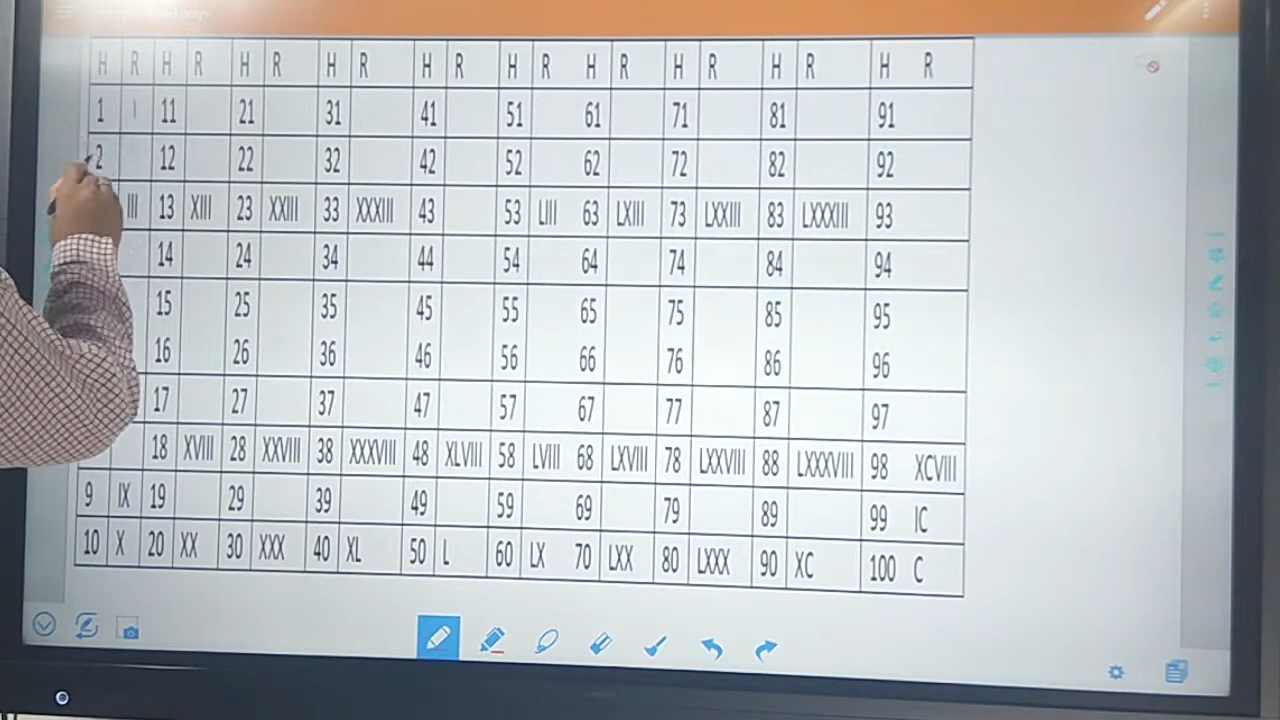 H R H R H R H R H R H R H R H R H R H R
1 I 11 21 31 41 51 61 71 81 91
2 12 22 32 42 52 62 72 82 92
III 13 XIII 23 XXIII 33 XXXIII 43 53 LIII 63 LXIII 73 LXXIII 83 LXXXIII 93
14 24 34 44 54 64 74 84 94
15 25 35 45 55 65 75 85 95
16 26 36 46 56 66 76 86 96
17 27 37 47 57 67 77 87 97
18 XVIII 28 XXVIII 38 XXXVIII 48 XLVIII 58 LVIII 68 LXVIII 78 LXXVIII 88 LXXXVIII 98 XCVIII
9 IX 19 29 39 49 59 69 79 89 99 IC
10 X 20 XX 30 XXX 40 XL 50 L 60 LX 70 LXX 80 LXXX 90 XC 100 C